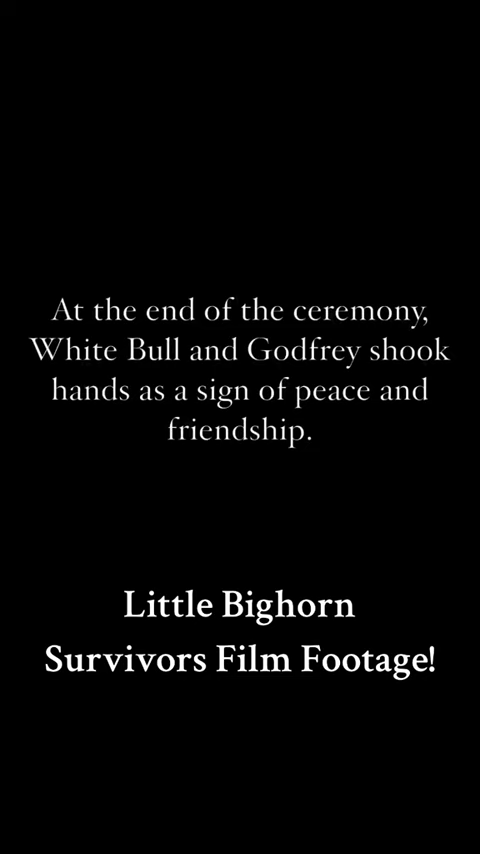 At the end of the ceremony,
White Bull and Godfrey shook
hands as a sign of peace and
friendship.
Little Bighorn
Survivors Film Footage!